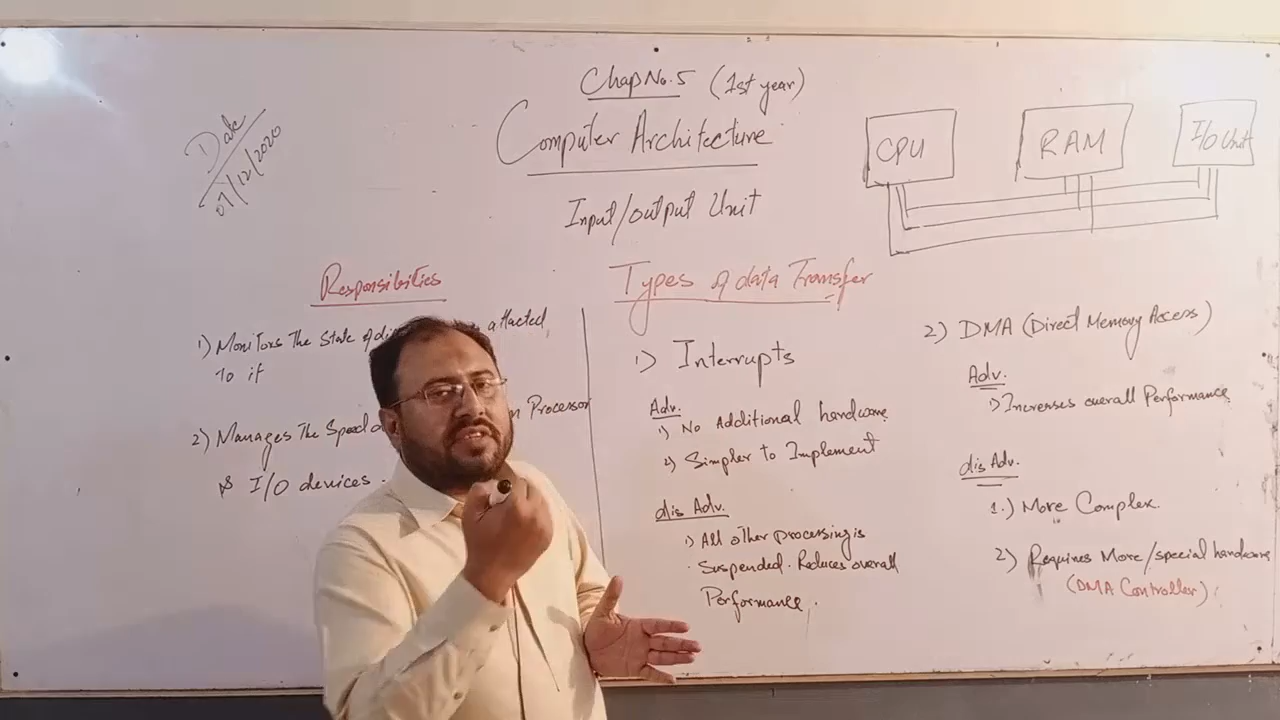 Chap No. 5 (1st year)
Computer Architecture
Input/output Unit
Date
07/12/2020
CPU
RAM
I/O Unit
Responsibilities
1) Monitors The State of attacted
To it
2) Manages The Speed Processor
I/O devices.
Types of data Transfer
1) Interrupts
Adv.
1) No Additional hardware
2) Simpler to Implement
dis Adv.
1) All other processing is
suspended. Reduces overall
Performance.
2) DMA (Direct Memory Access)
Adv.
1) Increases overall Performance
dis Adv.
1.) More Complex.
2) Requires More/special hardware
(DMA Controller)